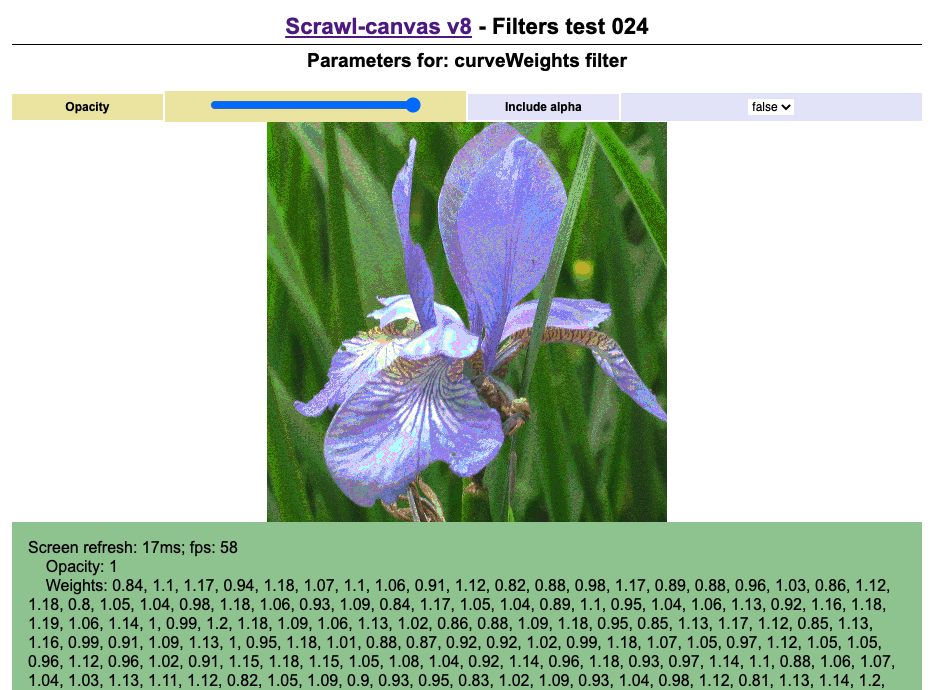 Scrawl-canvas v8 - Filters test 024
Parameters for: curveWeights filter
Opacity Include alpha false
Screen refresh: 17ms; fps: 58
Opacity: 1
Weights: 0.84, 1.1, 1.17, 0.94, 1.18, 1.07, 1.1, 1.06, 0.91, 1.12, 0.82, 0.88, 0.98, 1.17, 0.89, 0.88, 0.96, 1.03, 0.86, 1.12,
1.18, 0.8, 1.05, 1.04, 0.98, 1.18, 1.06, 0.93, 1.09, 0.84, 1.17, 1.05, 1.04, 0.89, 1.1, 0.95, 1.04, 1.06, 1.13, 0.92, 1.16, 1.18,
1.19, 1.06, 1.14, 1, 0.99, 1.2, 1.18, 1.09, 1.06, 1.13, 1.02, 0.86, 0.88, 1.09, 1.18, 0.95, 0.85, 1.13, 1.17, 1.12, 0.85, 1.13,
1.16, 0.99, 0.91, 1.09, 1.13, 1, 0.95, 1.18, 1.01, 0.88, 0.87, 0.92, 0.92, 1.02, 0.99, 1.18, 1.07, 1.05, 0.97, 1.12, 1.05, 1.05,
0.96, 1.12, 0.96, 1.02, 0.91, 1.15, 1.18, 1.15, 1.05, 1.08, 1.04, 0.92, 1.14, 0.96, 1.18, 0.93, 0.97, 1.14, 1.1, 0.88, 1.06, 1.07,
1.04, 1.03, 1.13, 1.11, 1.12, 0.82, 1.05, 1.09, 0.9, 0.93, 0.95, 0.83, 1.02, 1.09, 0.93, 1.04, 0.98, 1.12, 0.81, 1.13, 1.14, 1.2,